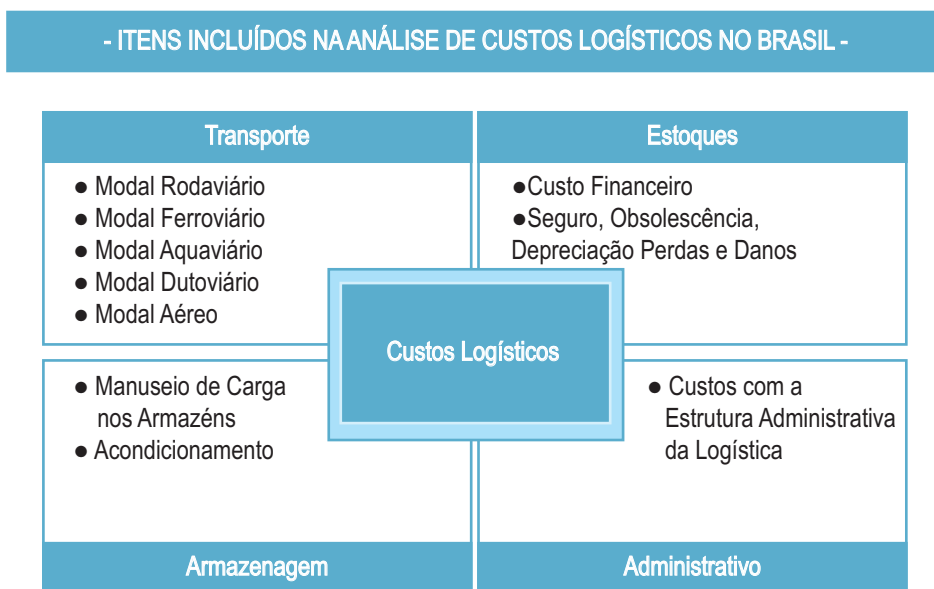 - ITENS INCLUÍDOS NA ANÁLISE DE CUSTOS LOGÍSTICOS NO BRASIL -
Transporte
● Modal Rodaviário
● Modal Ferroviário
● Modal Aquaviário
● Modal Dutoviário
● Modal Aéreo
Estoques
●Custo Financeiro
●Seguro, Obsolescência,
Depreciação Perdas e Danos
Custos Logísticos
● Manuseio de Carga
nos Armazéns
● Acondicionamento
Armazenagem
● Custos com a
Estrutura Administrativa
da Logística
Administrativo